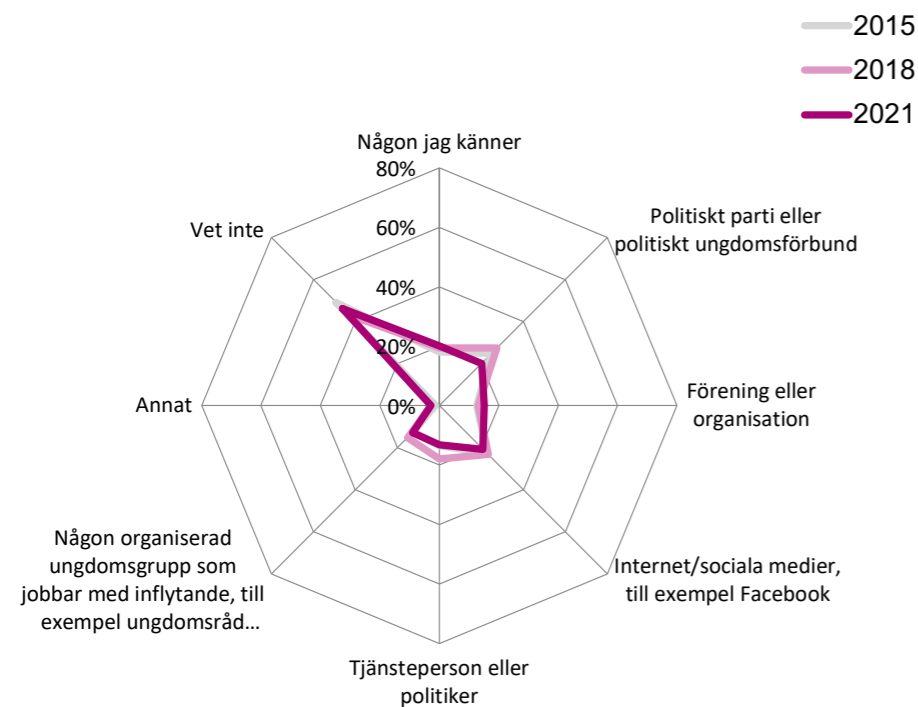 2015
2018
2021
Någon jag känner
80%
60%
40%
20%
0%
Politiskt parti eller
politiskt ungdomsförbund
Förening eller
organisation
Internet/sociala medier,
till exempel Facebook
Tjänsteperson eller
politiker
Någon organiserad
ungdomsgrupp som
jobbar med inflytande, till
exempel ungdomsråd…
Annat
Vet inte